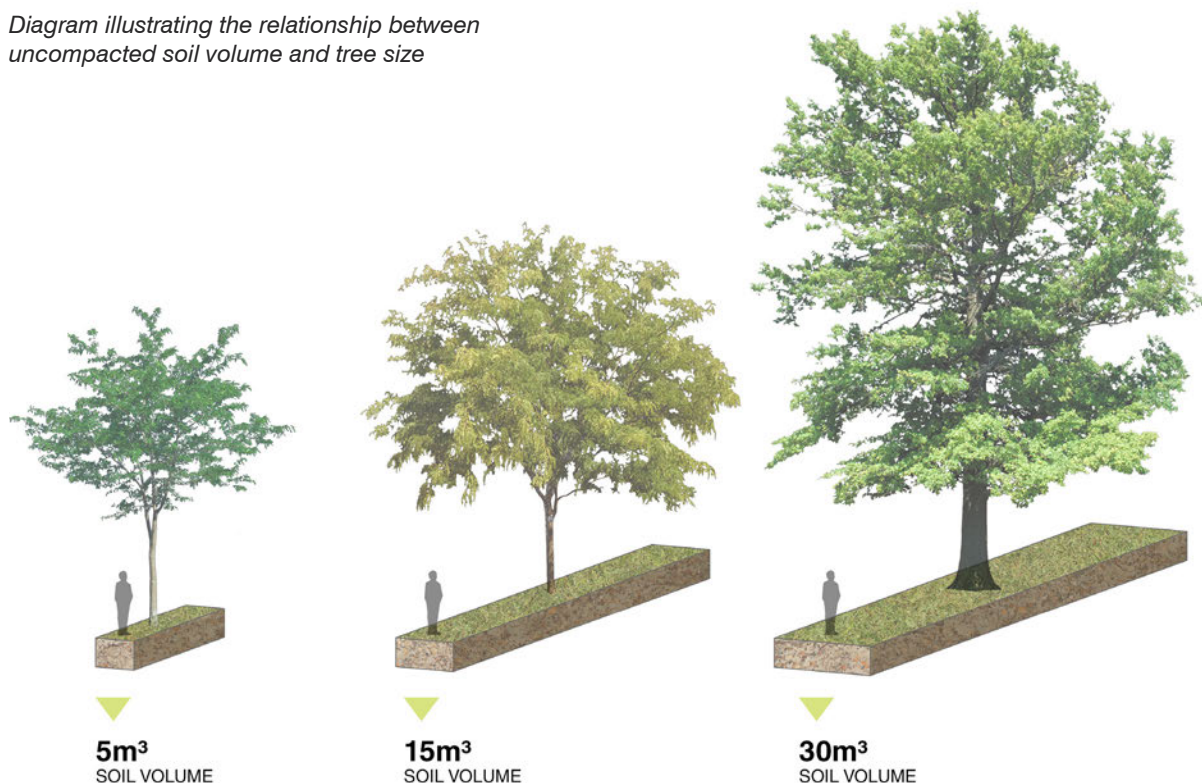 Diagram illustrating the relationship between
uncompacted soil volume and tree size
5m³
SOIL VOLUME
15m³
SOIL VOLUME
30m³
SOIL VOLUME